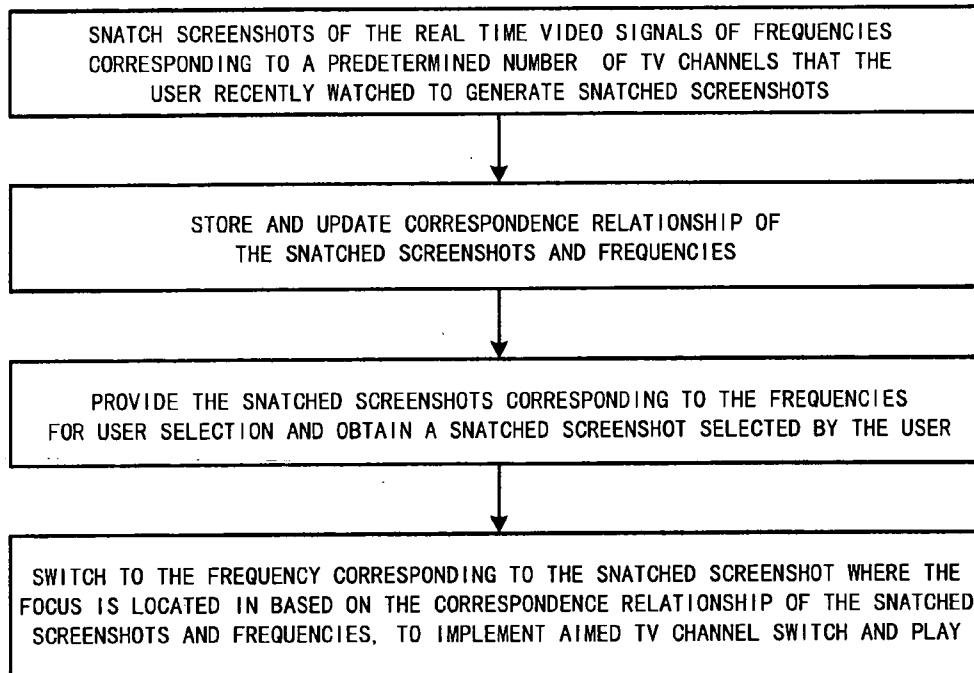 SNATCH SCREENSHOTS OF THE REAL TIME VIDEO SIGNALS OF FREQUENCIES
CORRESPONDING TO A PREDETERMINED NUMBER OF TV CHANNELS THAT THE
USER RECENTLY WATCHED TO GENERATE SNATCHED SCREENSHOTS
STORE AND UPDATE CORRESPONDENCE RELATIONSHIP OF
THE SNATCHED SCREENSHOTS AND FREQUENCIES
PROVIDE THE SNATCHED SCREENSHOTS CORRESPONDING TO THE FREQUENCIES
FOR USER SELECTION AND OBTAIN A SNATCHED SCREENSHOT SELECTED BY THE USER
SWITCH TO THE FREQUENCY CORRESPONDING TO THE SNATCHED SCREENSHOT WHERE THE
FOCUS IS LOCATED IN BASED ON THE CORRESPONDENCE RELATIONSHIP OF THE SNATCHED
SCREENSHOTS AND FREQUENCIES, TO IMPLEMENT AIMED TV CHANNEL SWITCH AND PLAY